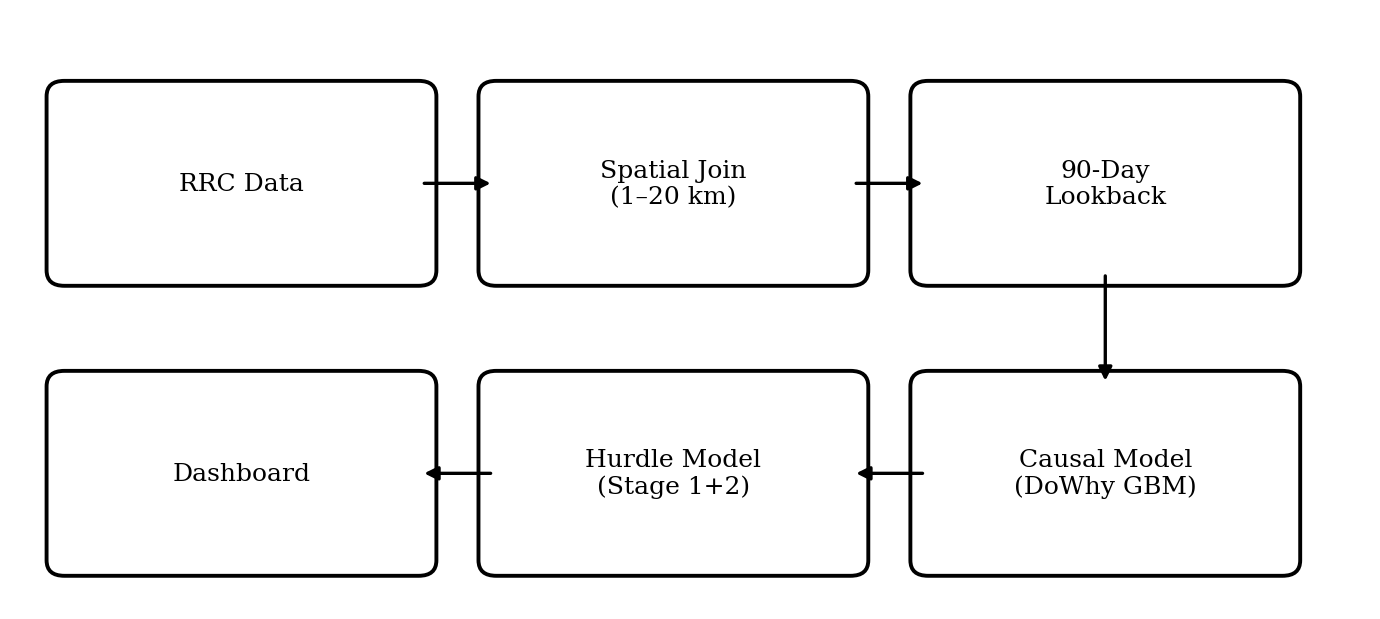 RRC Data
Spatial Join
(1–20 km)
90-Day
Lookback
Dashboard
Hurdle Model
(Stage 1+2)
Causal Model
(DoWhy GBM)